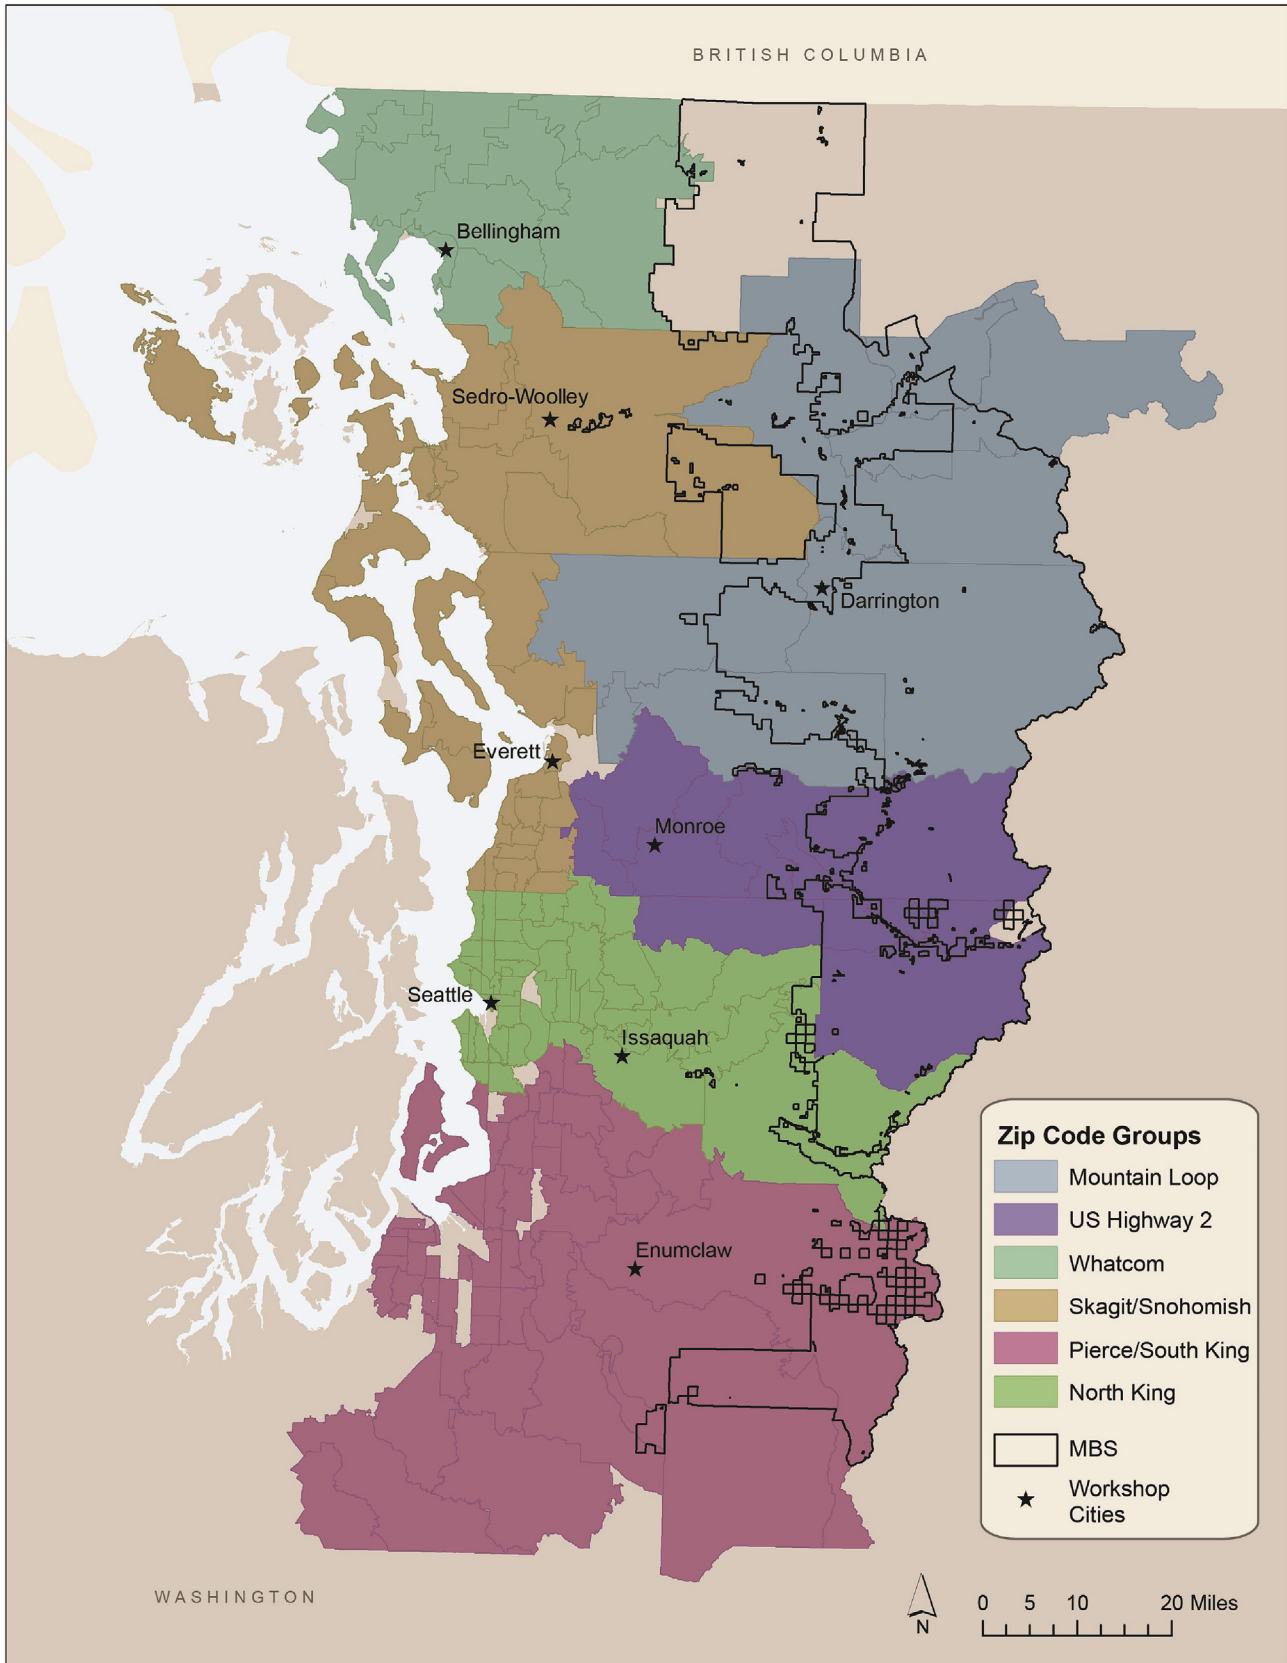 BRITISH COLUMBIA
Bellingham
Sedro-Woolley
Darrington
Everett
Monroe
Seattle
Issaquah
Enumclaw
Zip Code Groups
Mountain Loop
US Highway 2
Whatcom
Skagit/Snohomish
Pierce/South King
North King
MBS
Workshop
Cities
WASHINGTON
N
0 5 10 20 Miles